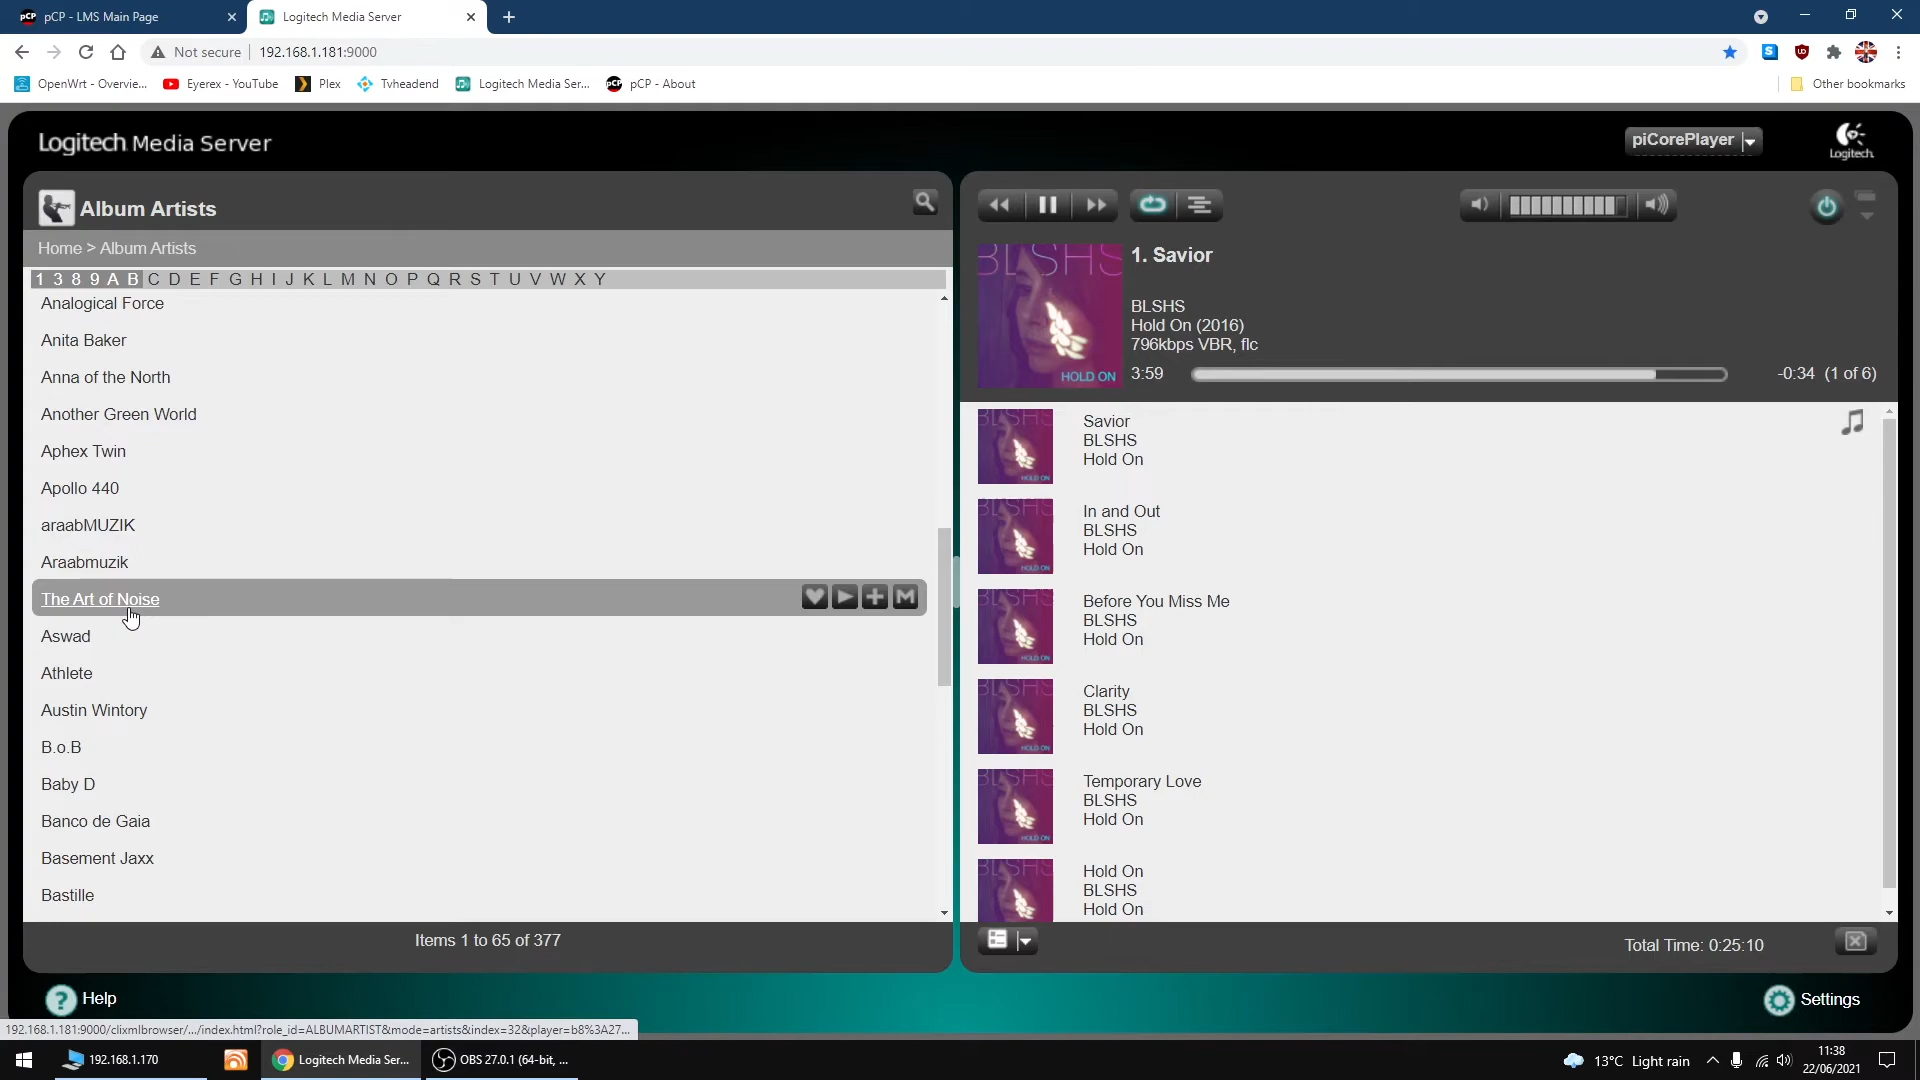 pCP - LMS Main Page
Logitech Media Server
Not secure
192.168.1.181:9000
OpenWrt - Overvie...
Eyerex - YouTube
Plex
Tvheadend
Logitech Media Ser...
pCP - About
Other bookmarks
Logitech Media Server
piCorePlayer
Logitech
Album Artists
Home > Album Artists
1 3 8 9 A B C D E F G H I J K L M N O P Q R S T U V W X Y
Analogical Force
Anita Baker
Anna of the North
Another Green World
Aphex Twin
Apollo 440
araabMUZIK
Araabmuzik
The Art of Noise
M
Aswad
Athlete
Austin Wintory
B.o.B
Baby D
Banco de Gaia
Basement Jaxx
Bastille
Items 1 to 65 of 377
BLSHS
HOLD ON
1. Savior
BLSHS
Hold On (2016)
796kbps VBR, flc
3:59
-0:34 (1 of 6)
Savior
BLSHS
Hold On
In and Out
BLSHS
Hold On
Before You Miss Me
BLSHS
Hold On
Clarity
BLSHS
Hold On
Temporary Love
BLSHS
Hold On
Hold On
BLSHS
Hold On
Total Time: 0:25:10
? Help
Settings
192.168.1.181:9000/clixmlbrowser/.../index.html?role_id=ALBUMARTIST&mode=artists&index=32&player=b8%3A27...
192.168.1.170
Logitech Media Ser...
OBS 27.0.1 (64-bit, ...
13°C Light rain
11:38
22/06/2021